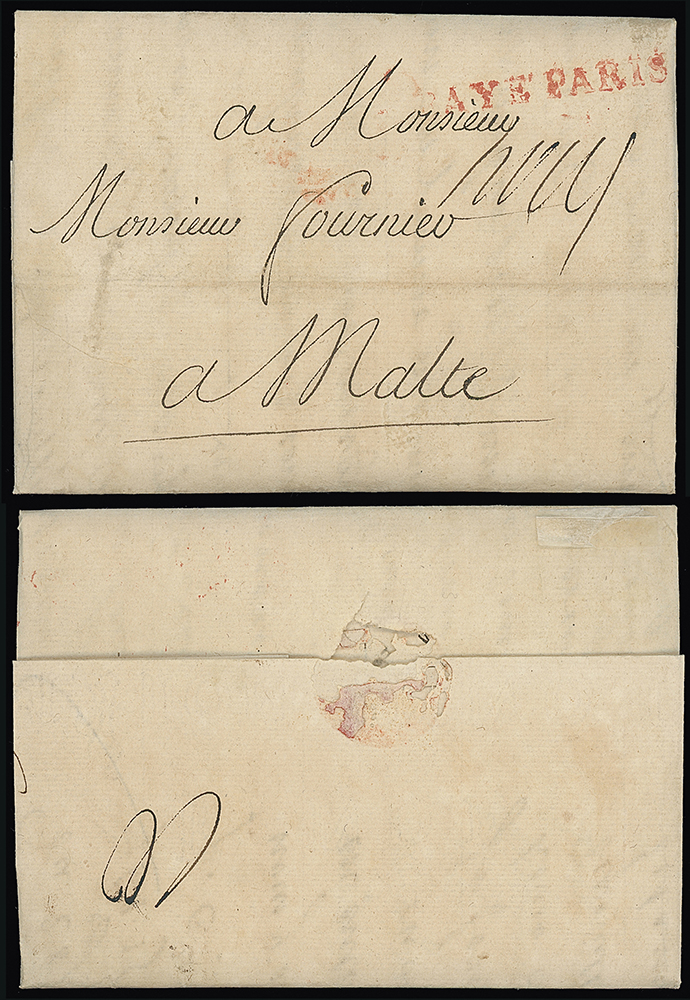 PAYE PARIS
a Monsieur
Monsieur Fournier
a Malte